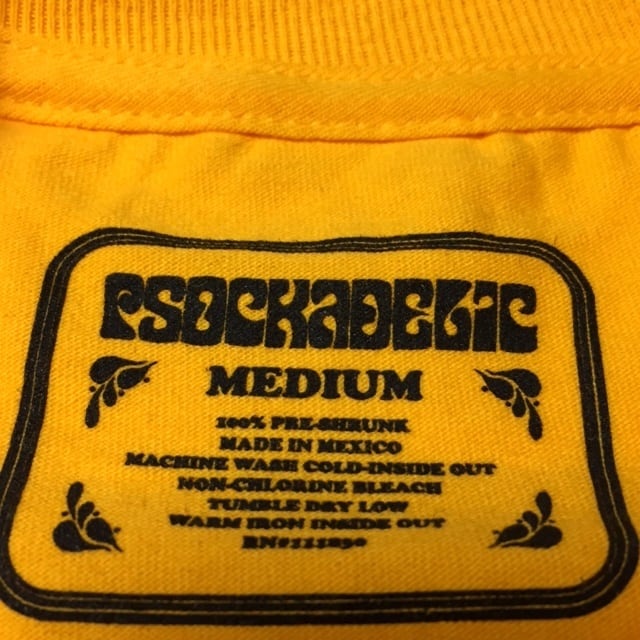 PSOCKADELIC
MEDIUM
100% PRE-SHRUNK
MADE IN MEXICO
MACHINE WASH COLD-INSIDE OUT
NON-CHLORINE BLEACH
TUMBLE DRY LOW
WARM IRON INSIDE OUT